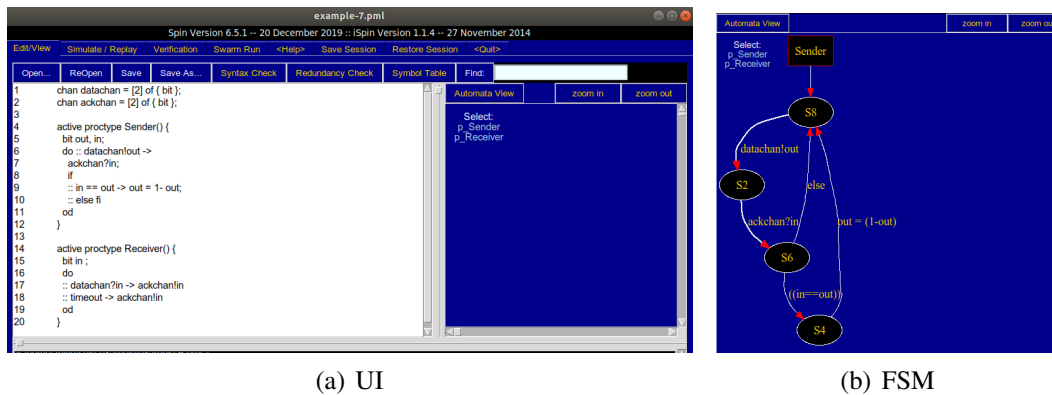 example-7.pml
Spin Version 6.5.1 -- 20 December 2019 :: iSpin Version 1.1.4 -- 27 November 2014
Edit/View Simulate / Replay Verification Swarm Run <Help> Save Session Restore Session <Quit>
Open... ReOpen Save Save As... Syntax Check Redundancy Check Symbol Table Find:
1 chan datachan = [2] of { bit };
2 chan ackchan = [2] of { bit };
3
4 active proctype Sender() {
5 bit out, in;
6 do :: datachan!out ->
7 ackchan?in;
8 if
9 :: in == out -> out = 1- out;
10 :: else fi
11 od
12 }
13
14 active proctype Receiver() {
15 bit in ;
16 do
17 :: datachan?in -> ackchan!in
18 :: timeout -> ackchan!in
19 od
20 }
Automata View zoom in zoom out
Select:
p_Sender
p_Receiver
(a) UI
Automata View zoom in zoom ou
Select:
p_Sender
p_Receiver
Sender
S8
datachan!out
S2
else
ackchan?in
out = (1-out)
S6
((in==out))
S4
(b) FSM